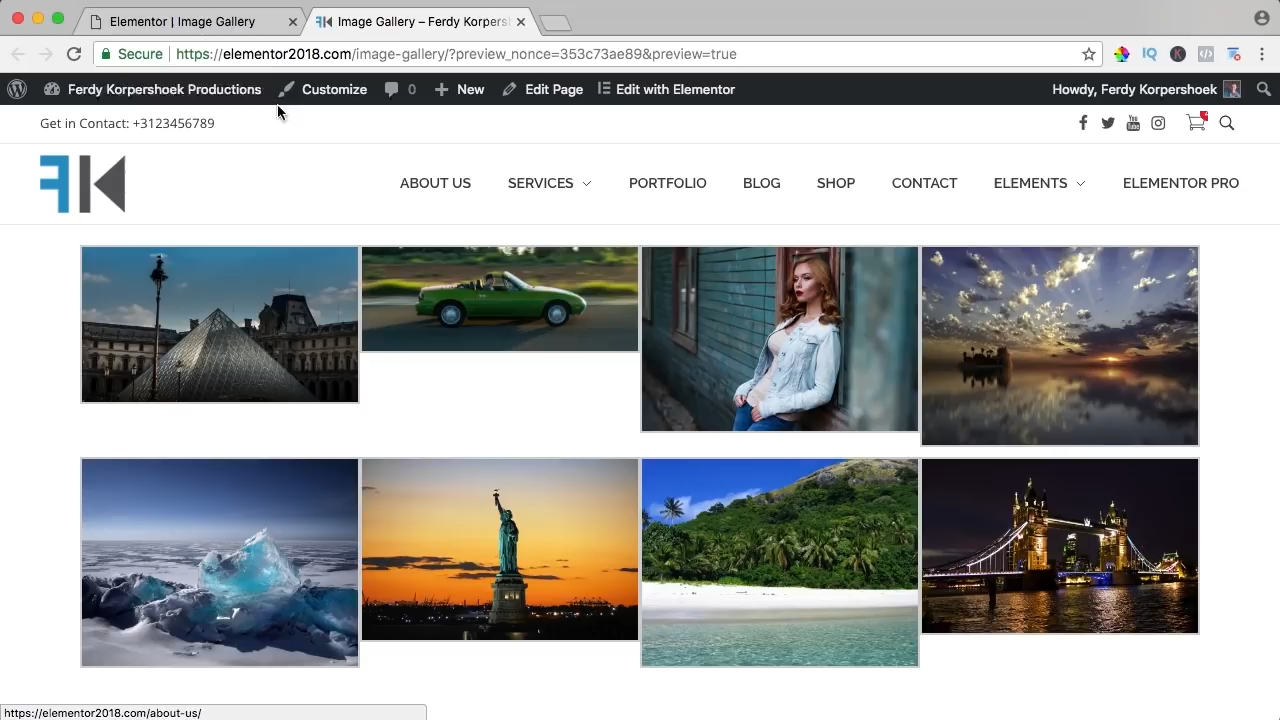 Elementor | Image Gallery
Image Gallery – Ferdy Korpersh
Secure
https://elementor2018.com/image-gallery/?preview_nonce=353c73ae89&preview=true
Ferdy Korpershoek Productions Customize 0 New Edit Page Edit with Elementor Howdy, Ferdy Korpershoek
Get in Contact: +3123456789
FK
ABOUT US SERVICES PORTFOLIO BLOG SHOP CONTACT ELEMENTS ELEMENTOR PRO
https://elementor2018.com/about-us/